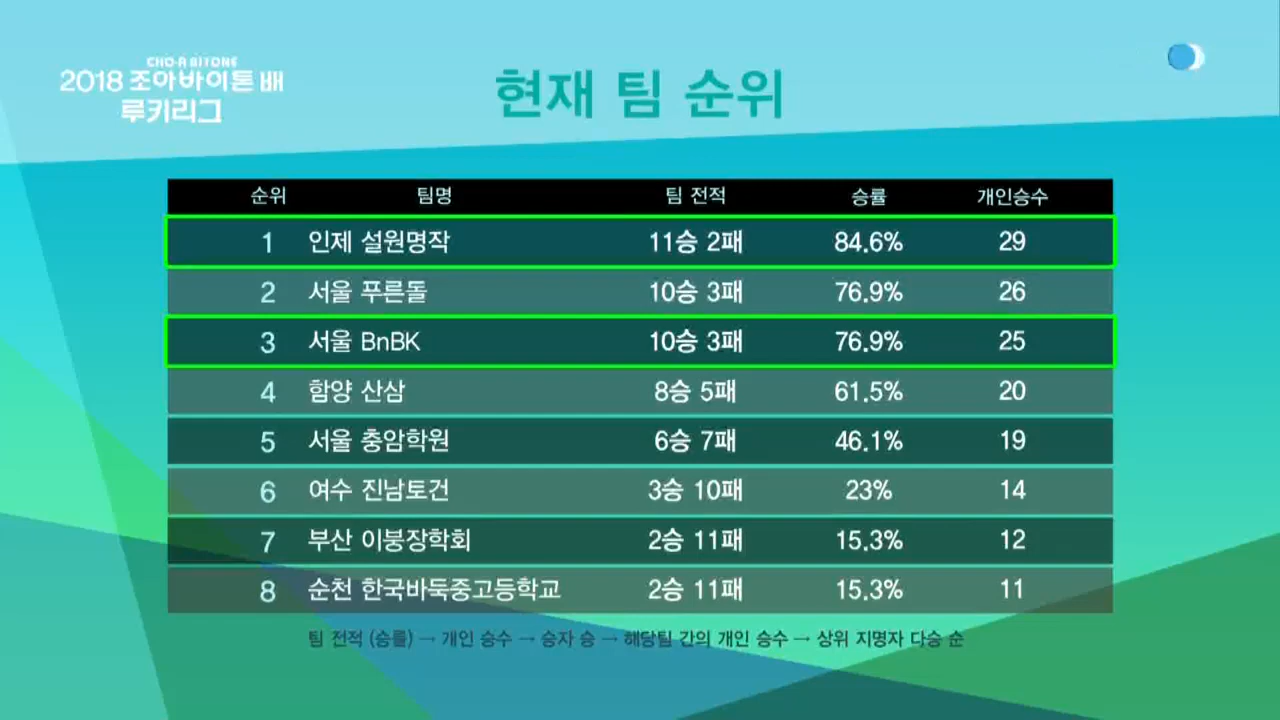 CHO-A BITONE
2018 조아바이톤 배
루키리그
현재 팀 순위
순위 팀명 팀 전적 승률 개인승수
1 인제 설원명작 11승 2패 84.6% 29
2 서울 푸른돌 10승 3패 76.9% 26
3 서울 BnBK 10승 3패 76.9% 25
4 함양 산삼 8승 5패 61.5% 20
5 서울 충암학원 6승 7패 46.1% 19
6 여수 진남토건 3승 10패 23% 14
7 부산 이붕장학회 2승 11패 15.3% 12
8 순천 한국바둑중고등학교 2승 11패 15.3% 11
팀 전적 (승률) → 개인 승수 → 승자 승 → 해당팀 간의 개인 승수 → 상위 지명자 다승 순